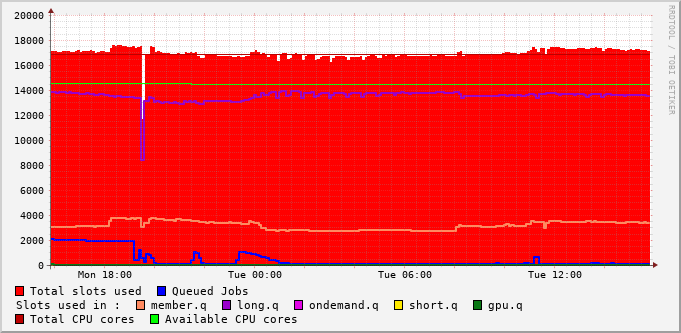 20000
18000
16000
14000
12000
10000
8000
6000
4000
2000
0
Mon 18:00 Tue 00:00 Tue 06:00 Tue 12:00
Total slots used Queued Jobs
Slots used in : member.q long.q ondemand.q short.q gpu.q
Total CPU cores Available CPU cores
RRDTOOL / TOBI OETIKER